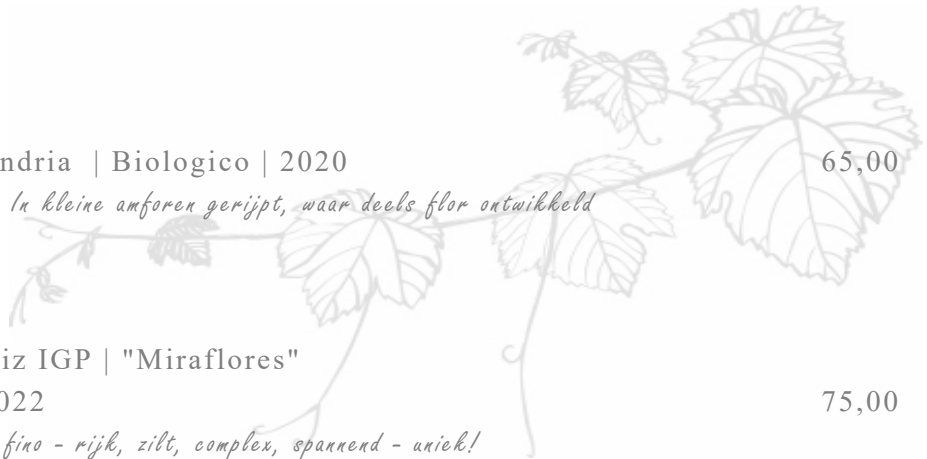 ndria | Biologico | 2020 65,00
In kleine amforen gerijpt, waar deels flor ontwikkeld
iz IGP | "Miraflores"
022 75,00
fino - rijk, zilt, complex, spannend - uniek!